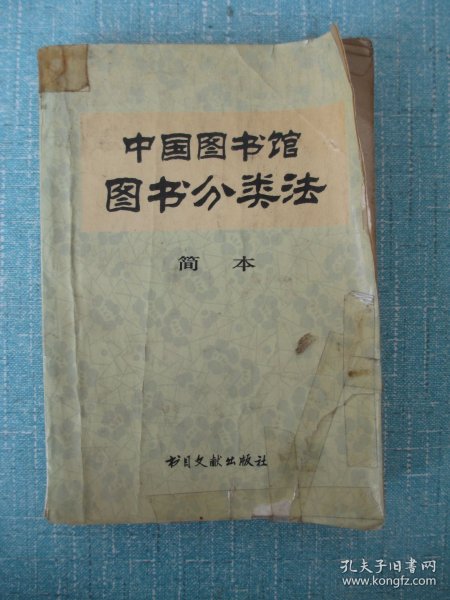 中国图书馆
图书分类法
简本
书目文献出版社
孔夫子旧书网
www.kongfz.com